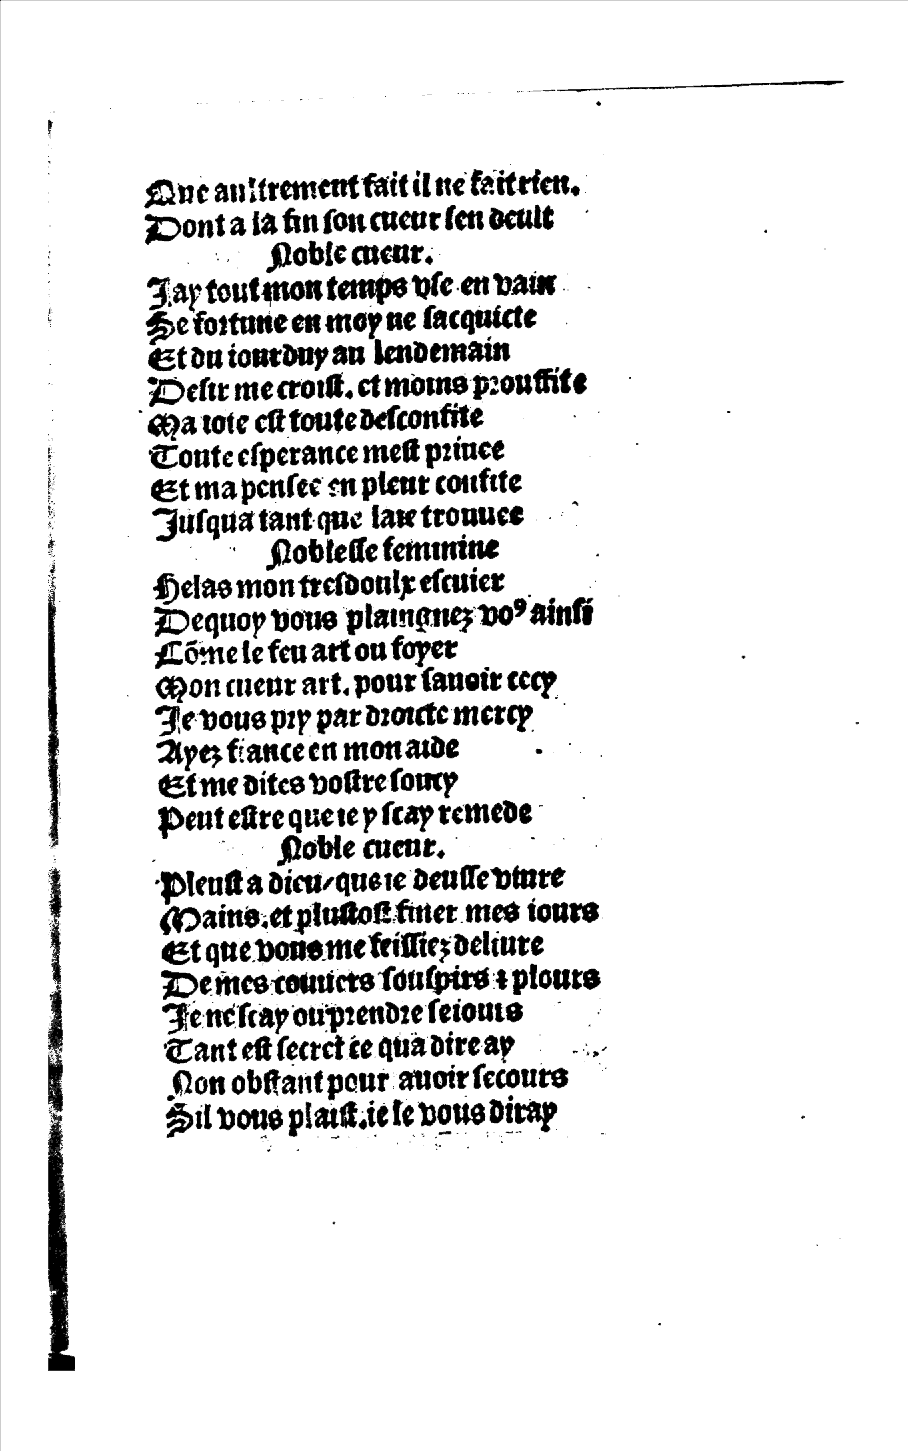 Que aultrement fait il ne fait rien.
Dont a la fin ſon cueur ſen deult
Noble cueur.
Jay tout mon temps vſe en vain
Se fortune en moy ne ſacquicte
Et du iourduy au lendemain
Deſir me croiſt. et moins prouffite
Ma ioie eſt toute deſconfite
Toute eſperance meſt prince
Et ma penſee en pleur confite
Juſqua tant que laie trouuee
Nobleſſe feminine
Helas mon treſdoulx eſcuier
Dequoy vous plaingnez voꝰ ainſi
Cõme le feu art ou foyer
Mon cueur art. pour ſauoir cecy
Je vous pry par droicte mercy
Ayez fiance en mon aide
Et me dites voſtre ſoucy
Peut eſtre que ie y ſcay remede
Noble cueur.
Pleuſt a dieu/ que ie deuſſe viure
Mains. et pluſtoſt finer mes iours
Et que vous me feiſſiez deliure
De mes couuers ſouſpirs ⁊ plours
Je ne ſcay ou prendre ſeiours
Tant eſt ſecret ce qua dire ay
Non obſtant pour auoir ſecours
Sil vous plaiſt. ie le vous diray